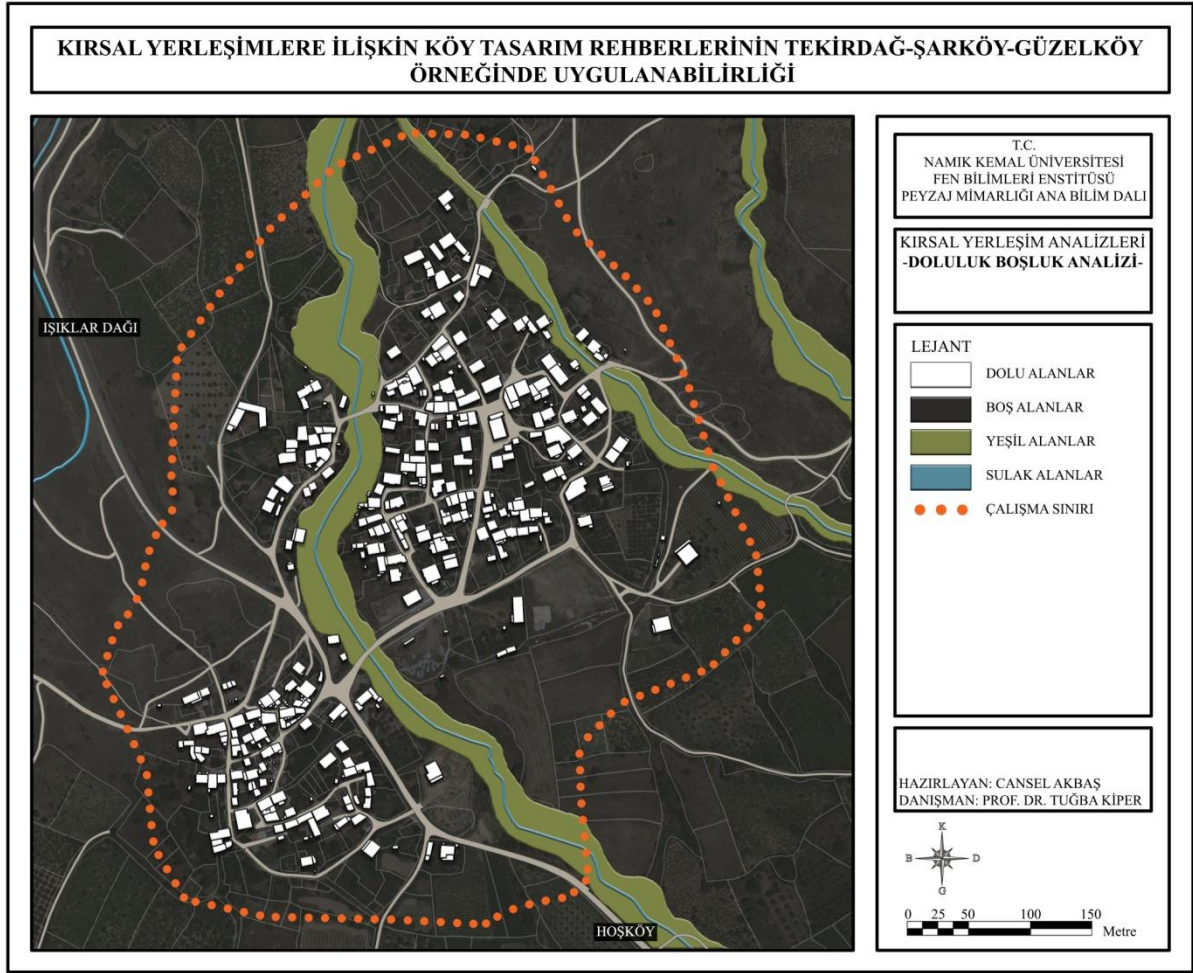 KIRSAL YERLEŞİMLERE İLİŞKİN KÖY TASARIM REHBERLERİNİN TEKİRDAĞ-ŞARKÖY-GÜZELKÖY
ÖRNEĞİNDE UYGULANABİLİRLİĞİ
IŞIKLAR DAĞI
HOŞKÖY
T.C.
NAMIK KEMAL ÜNİVERSİTESİ
FEN BİLİMLERİ ENSTİTÜSÜ
PEYZAJ MİMARLIĞI ANA BİLİM DALI
KIRSAL YERLEŞİM ANALİZLERİ
-DOLULUK BOŞLUK ANALİZİ-
LEJANT
DOLU ALANLAR
BOŞ ALANLAR
YEŞİL ALANLAR
SULAK ALANLAR
ÇALIŞMA SINIRI
HAZIRLAYAN: CANSEL AKBAŞ
DANIŞMAN: PROF. DR. TUĞBA KİPER
K
B D
G
0 25 50 100 150
Metre